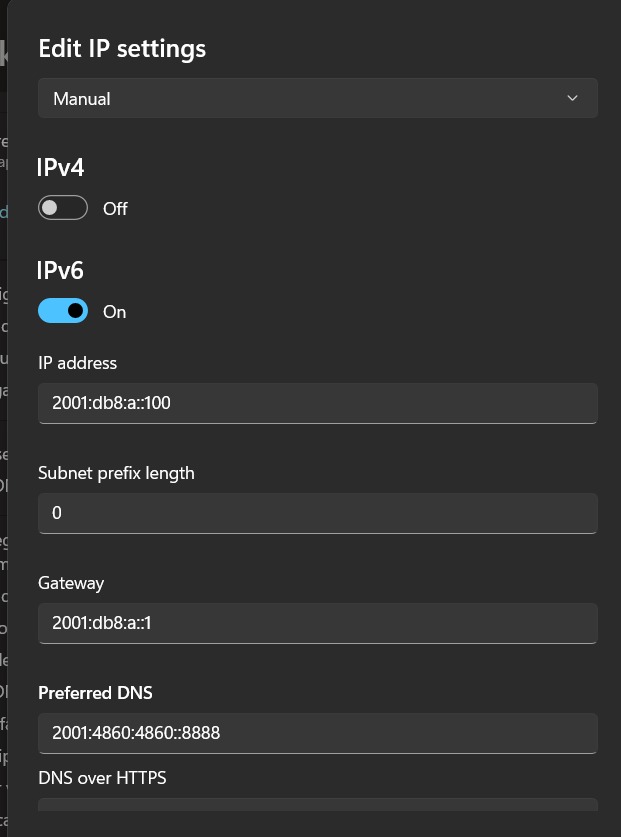 Edit IP settings
Manual
IPv4
Off
IPv6
On
IP address
2001:db8:a::100
Subnet prefix length
0
Gateway
2001:db8:a::1
Preferred DNS
2001:4860:4860::8888
DNS over HTTPS